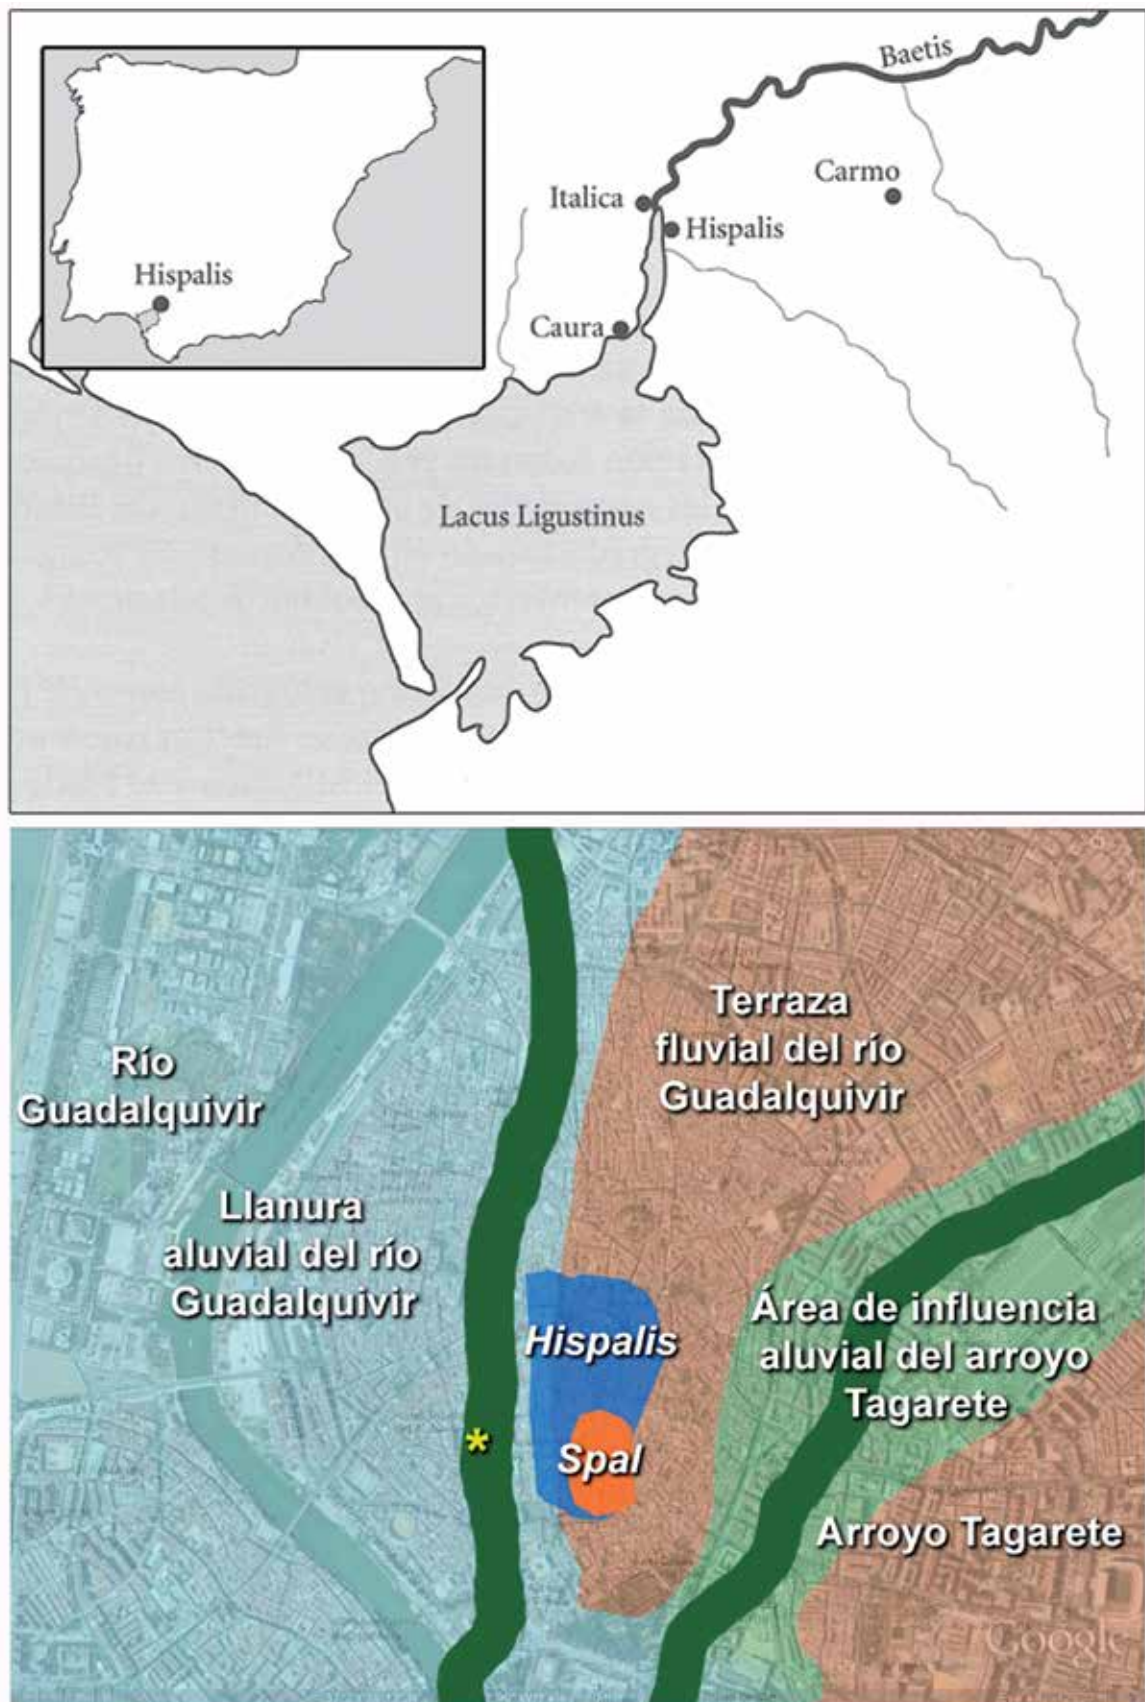 Baetis
Carmo
Italica
Hispalis
Hispalis
Caura
Lacus Ligustinus
Río
Guadalquivir
Terraza
fluvial del río
Guadalquivir
Llanura
aluvial del río
Guadalquivir
Hispalis
Área de influencia
aluvial del arroyo
Tagarete
*
Spal
Arroyo Tagarete
Google